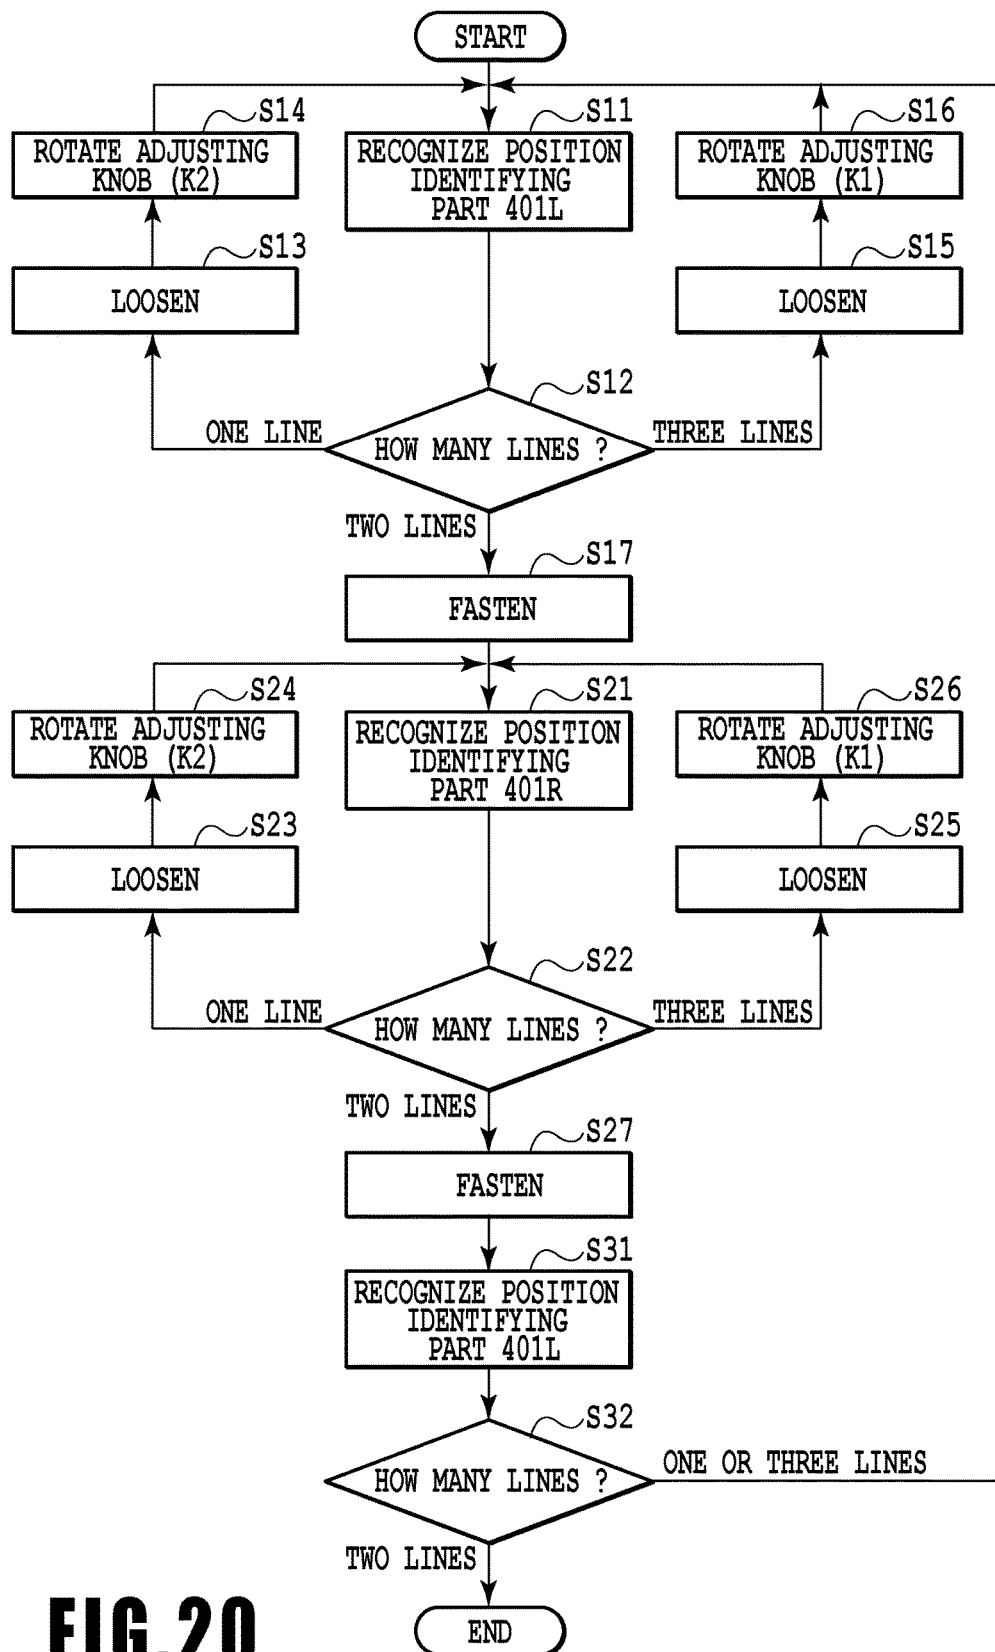 START
S14
ROTATE ADJUSTING
KNOB (K2)
S11
RECOGNIZE POSITION
IDENTIFYING
PART 401L
S16
ROTATE ADJUSTING
KNOB (K1)
S13
LOOSEN
S15
LOOSEN
S12
ONE LINE
HOW MANY LINES ?
THREE LINES
TWO LINES
S17
FASTEN
S24
ROTATE ADJUSTING
KNOB (K2)
S21
RECOGNIZE POSITION
IDENTIFYING
PART 401R
S26
ROTATE ADJUSTING
KNOB (K1)
S23
LOOSEN
S25
LOOSEN
S22
ONE LINE
HOW MANY LINES ?
THREE LINES
TWO LINES
S27
FASTEN
S31
RECOGNIZE POSITION
IDENTIFYING
PART 401L
S32
HOW MANY LINES ?
ONE OR THREE LINES
TWO LINES
END
FIG.20